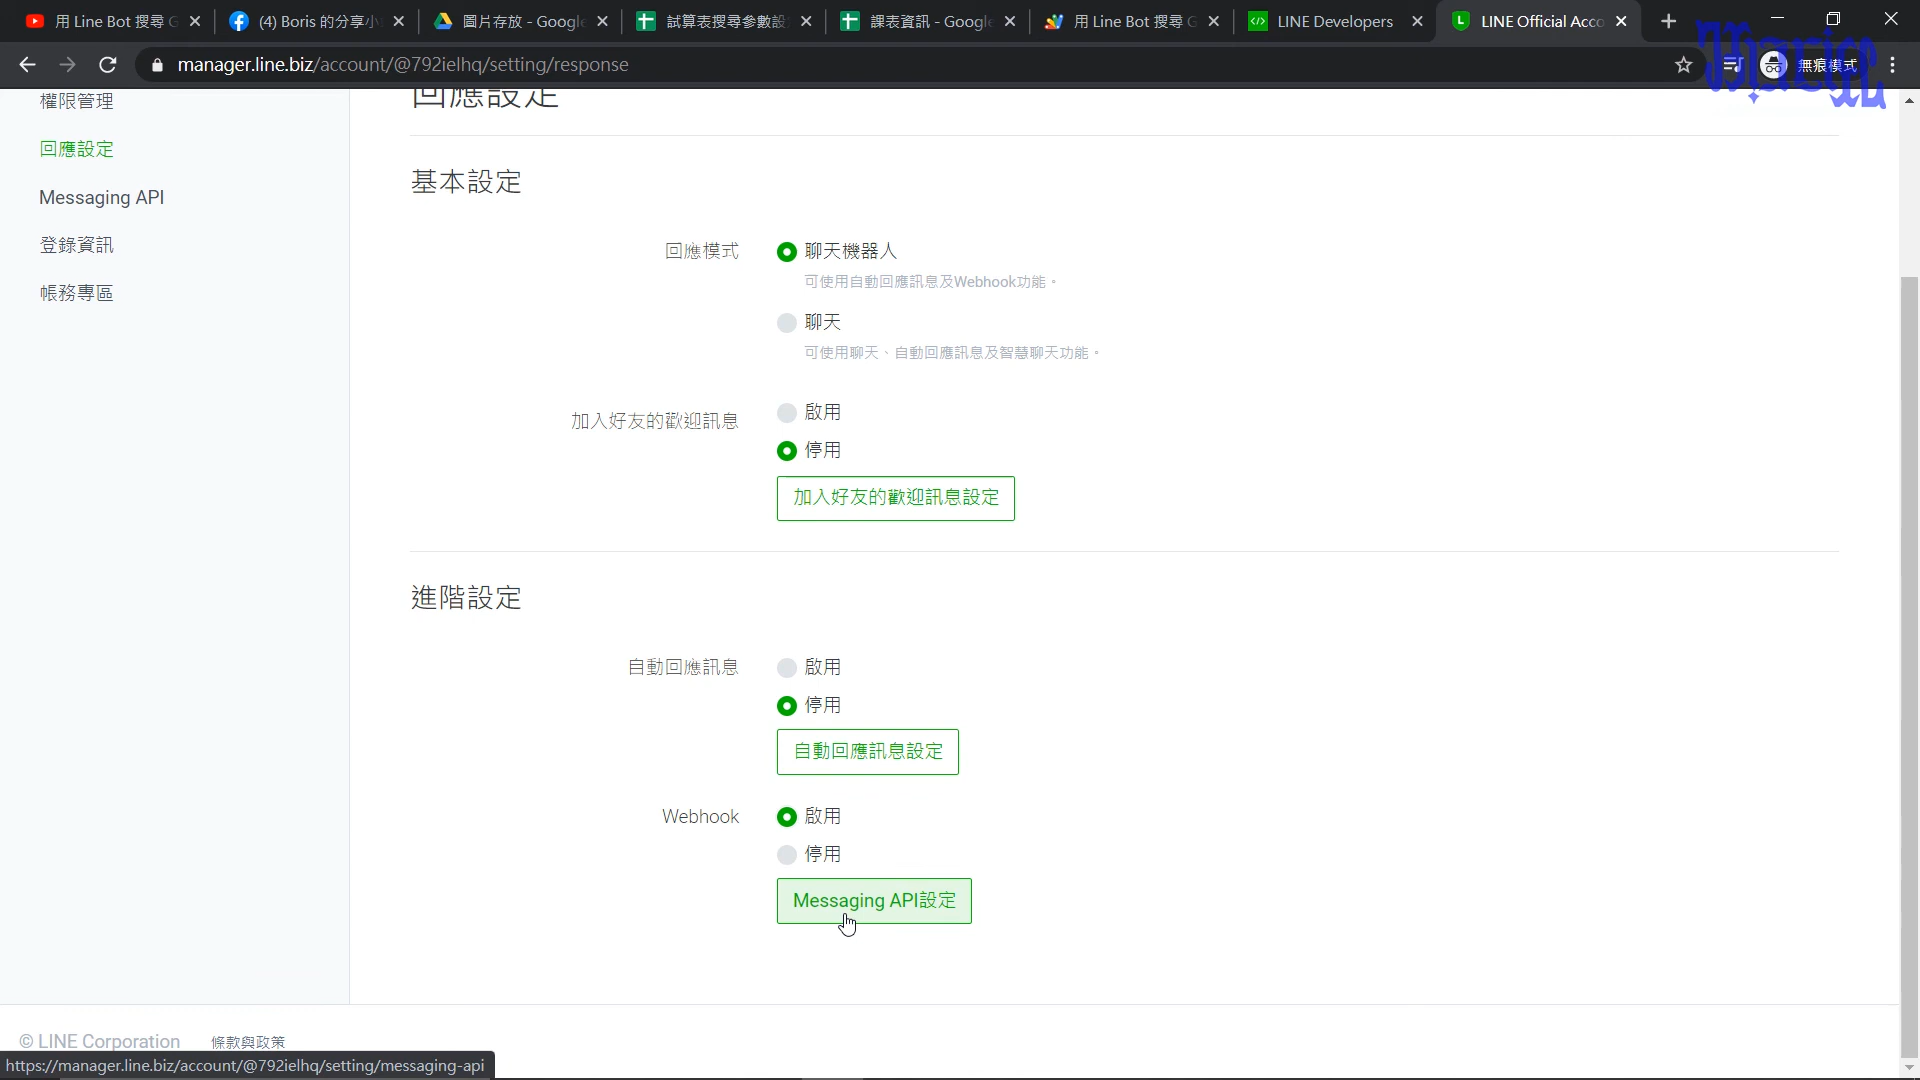 用 Line Bot 搜尋 G
(4) Boris 的分享小
圖片存放 - Google
試算表搜尋參數設
課表資訊 - Google
用 Line Bot 搜尋 G
LINE Developers
LINE Official Acco
manager.line.biz/account/@792ielhq/setting/response
無痕模式
權限管理
回應設定
Messaging API
登錄資訊
帳務專區
回應設定
基本設定
回應模式
聊天機器人
可使用自動回應訊息及Webhook功能。
聊天
可使用聊天、自動回應訊息及智慧聊天功能。
加入好友的歡迎訊息
啟用
停用
加入好友的歡迎訊息設定
進階設定
自動回應訊息
啟用
停用
自動回應訊息設定
Webhook
啟用
停用
Messaging API設定
© LINE Corporation
條款與政策
https://manager.line.biz/account/@792ielhq/setting/messaging-api